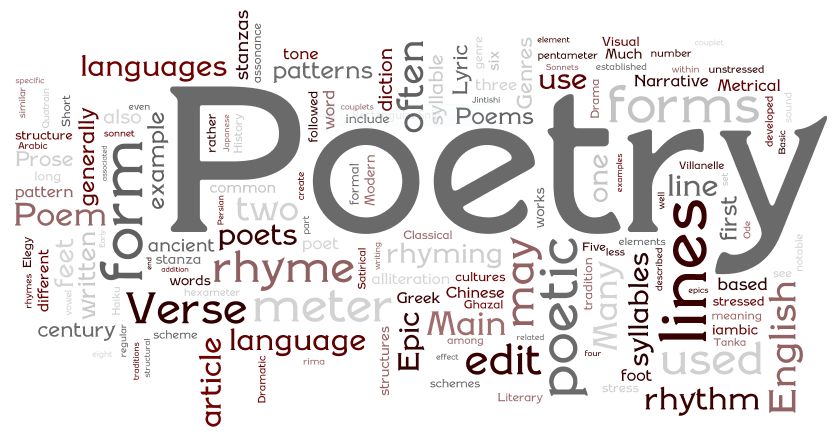 Poetry
languages
stanzas
assonance
tone
patterns
diction
often
syllable
Lyric
genre
six
three
Poems
Genres
element
pentameter
Sonnets
established
Visual
Much
number
couplet
within
unstressed
use
Narrative
Metrical
Drama
forms
developed
sound
Basic
specific
similar
Quatrain
Short
even
also
structure
sonnet
Arabic
Prose
long
associated
generally
example
form
rather
Japanese
History
followed
couplets
word
include
Jintishi
pattern
Poem
common
Persian
create
formal
Modern
two
part
works
one
examples
Villanelle
line
well
set
first
Ode
notable
Elegy
rhymes
different
feet
vowel
written
Early
ancient
stanza
end
addition
words
poets
poet
Satirical
writing
Classical
rhyming
alliteration
cultures
may
poetic
Five
less
elements
tradition
Many
described
lines
epics
based
see
stressed
meaning
iambic
Tanka
English
Haiku
hexameter
rhyme
Verse
meter
Greek
Chinese
Ghazal
Epic
Main
among
century
regular
scheme
eight
traditions
structural
article
language
Dramatic
rima
structures
effect
schemes
edit
related
Literary
four
stress
syllables
foot
used
rhythm